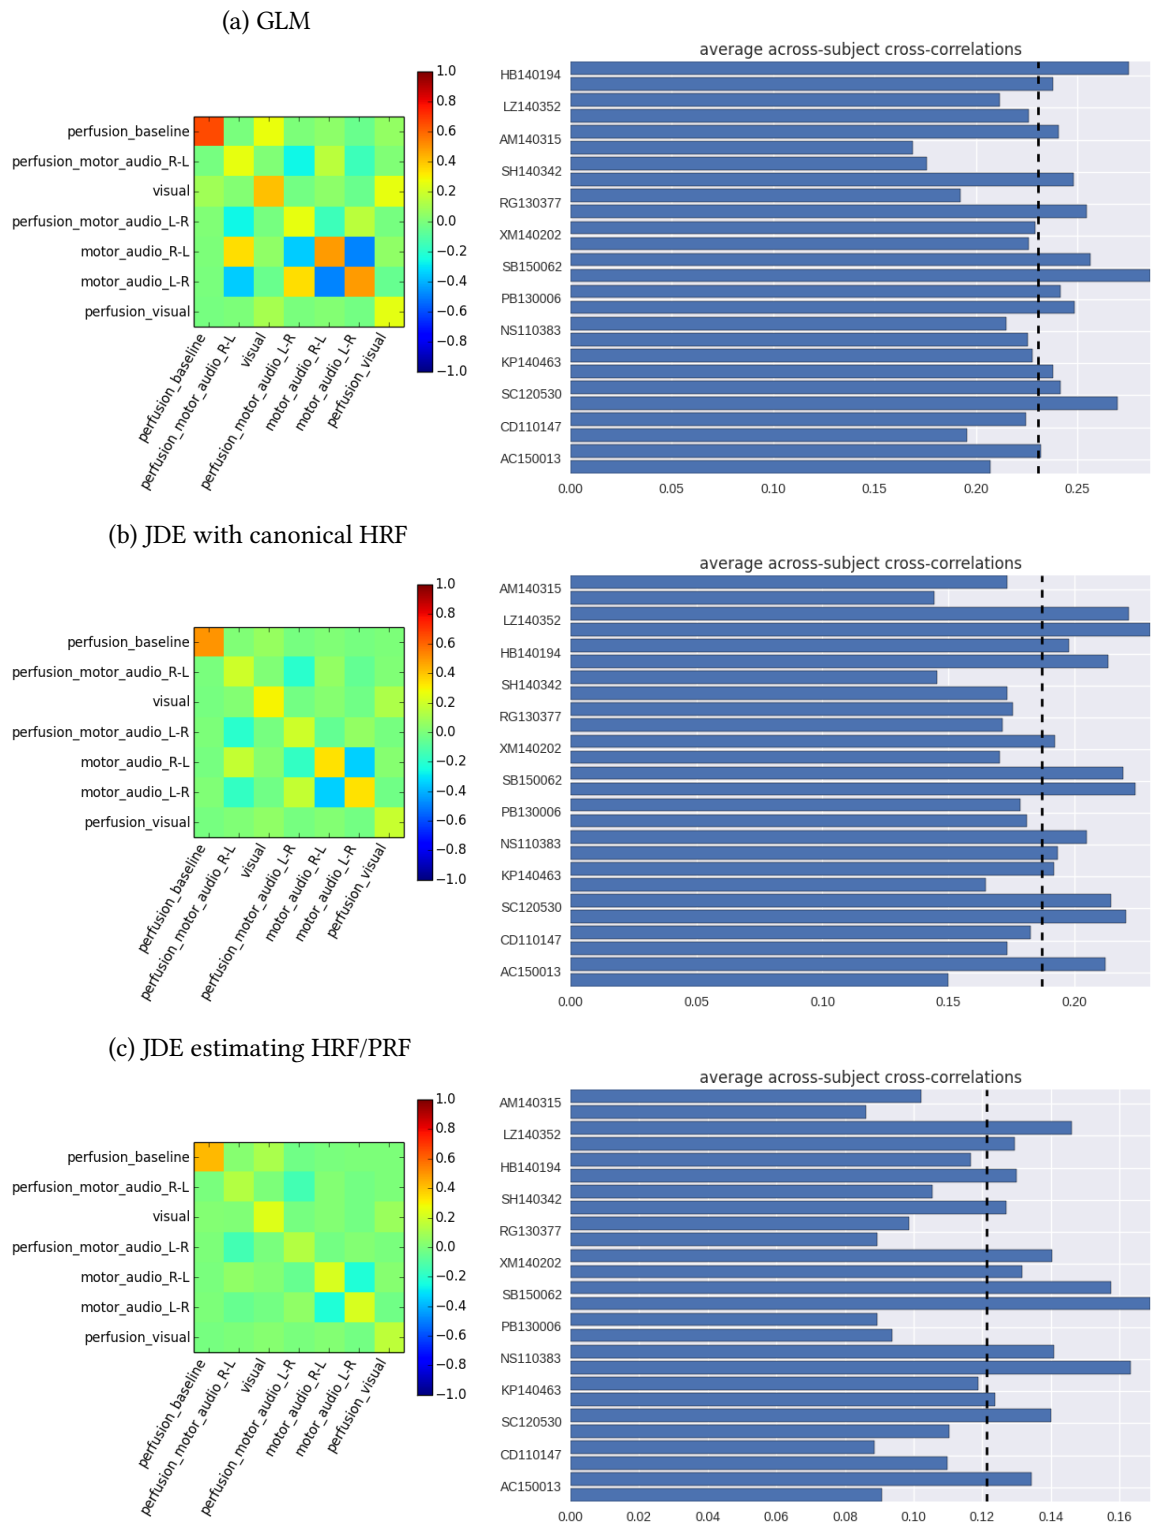 (a) GLM
average across-subject cross-correlations
1.0
0.8
0.6
0.4
0.2
0.0
−0.2
−0.4
−0.6
−0.8
−1.0
perfusion_baseline
perfusion_motor_audio_R-L
visual
perfusion_motor_audio_L-R
motor_audio_R-L
motor_audio_L-R
perfusion_visual
perfusion_baseline
perfusion_motor_audio_R-L
visual
perfusion_motor_audio_L-R
motor_audio_R-L
motor_audio_L-R
perfusion_visual
HB140194
LZ140352
AM140315
SH140342
RG130377
XM140202
SB150062
PB130006
NS110383
KP140463
SC120530
CD110147
AC150013
0.00 0.05 0.10 0.15 0.20 0.25
(b) JDE with canonical HRF
average across-subject cross-correlations
1.0
0.8
0.6
0.4
0.2
0.0
−0.2
−0.4
−0.6
−0.8
−1.0
perfusion_baseline
perfusion_motor_audio_R-L
visual
perfusion_motor_audio_L-R
motor_audio_R-L
motor_audio_L-R
perfusion_visual
perfusion_baseline
perfusion_motor_audio_R-L
visual
perfusion_motor_audio_L-R
motor_audio_R-L
motor_audio_L-R
perfusion_visual
AM140315
LZ140352
HB140194
SH140342
RG130377
XM140202
SB150062
PB130006
NS110383
KP140463
SC120530
CD110147
AC150013
0.00 0.05 0.10 0.15 0.20
(c) JDE estimating HRF/PRF
average across-subject cross-correlations
1.0
0.8
0.6
0.4
0.2
0.0
−0.2
−0.4
−0.6
−0.8
−1.0
perfusion_baseline
perfusion_motor_audio_R-L
visual
perfusion_motor_audio_L-R
motor_audio_R-L
motor_audio_L-R
perfusion_visual
perfusion_baseline
perfusion_motor_audio_R-L
visual
perfusion_motor_audio_L-R
motor_audio_R-L
motor_audio_L-R
perfusion_visual
AM140315
LZ140352
HB140194
SH140342
RG130377
XM140202
SB150062
PB130006
NS110383
KP140463
SC120530
CD110147
AC150013
0.00 0.02 0.04 0.06 0.08 0.10 0.12 0.14 0.16